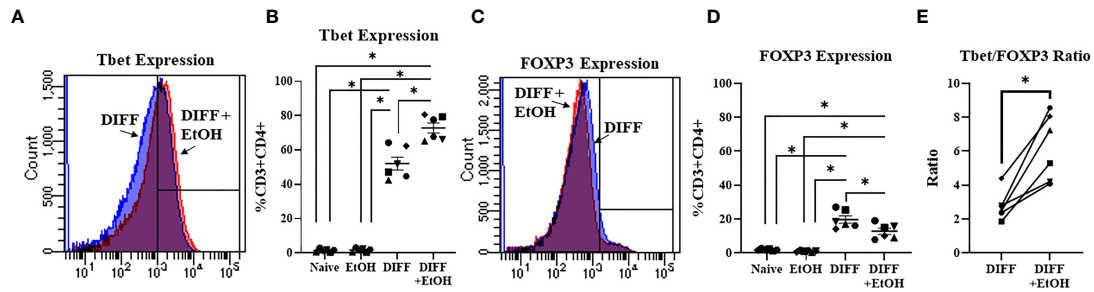 A
Tbet Expression
1,500
1,000
500
0
Count
DIFF
DIFF +
EtOH
10¹ 10² 10³ 10⁴ 10⁵
B
Tbet Expression
%CD3+CD4+
100
80
60
40
20
0
* * * * *
Naive EtOH DIFF DIFF
+EtOH
C
FOXP3 Expression
2,000
1,500
1,000
500
0
Count
DIFF+
EtOH
DIFF
10¹ 10² 10³ 10⁴ 10⁵
D
FOXP3 Expression
%CD3+CD4+
100
80
60
40
20
0
* * * * *
Naive EtOH DIFF DIFF
+EtOH
E
Tbet/FOXP3 Ratio
Ratio
10
8
6
4
2
0
*
DIFF DIFF
+EtOH